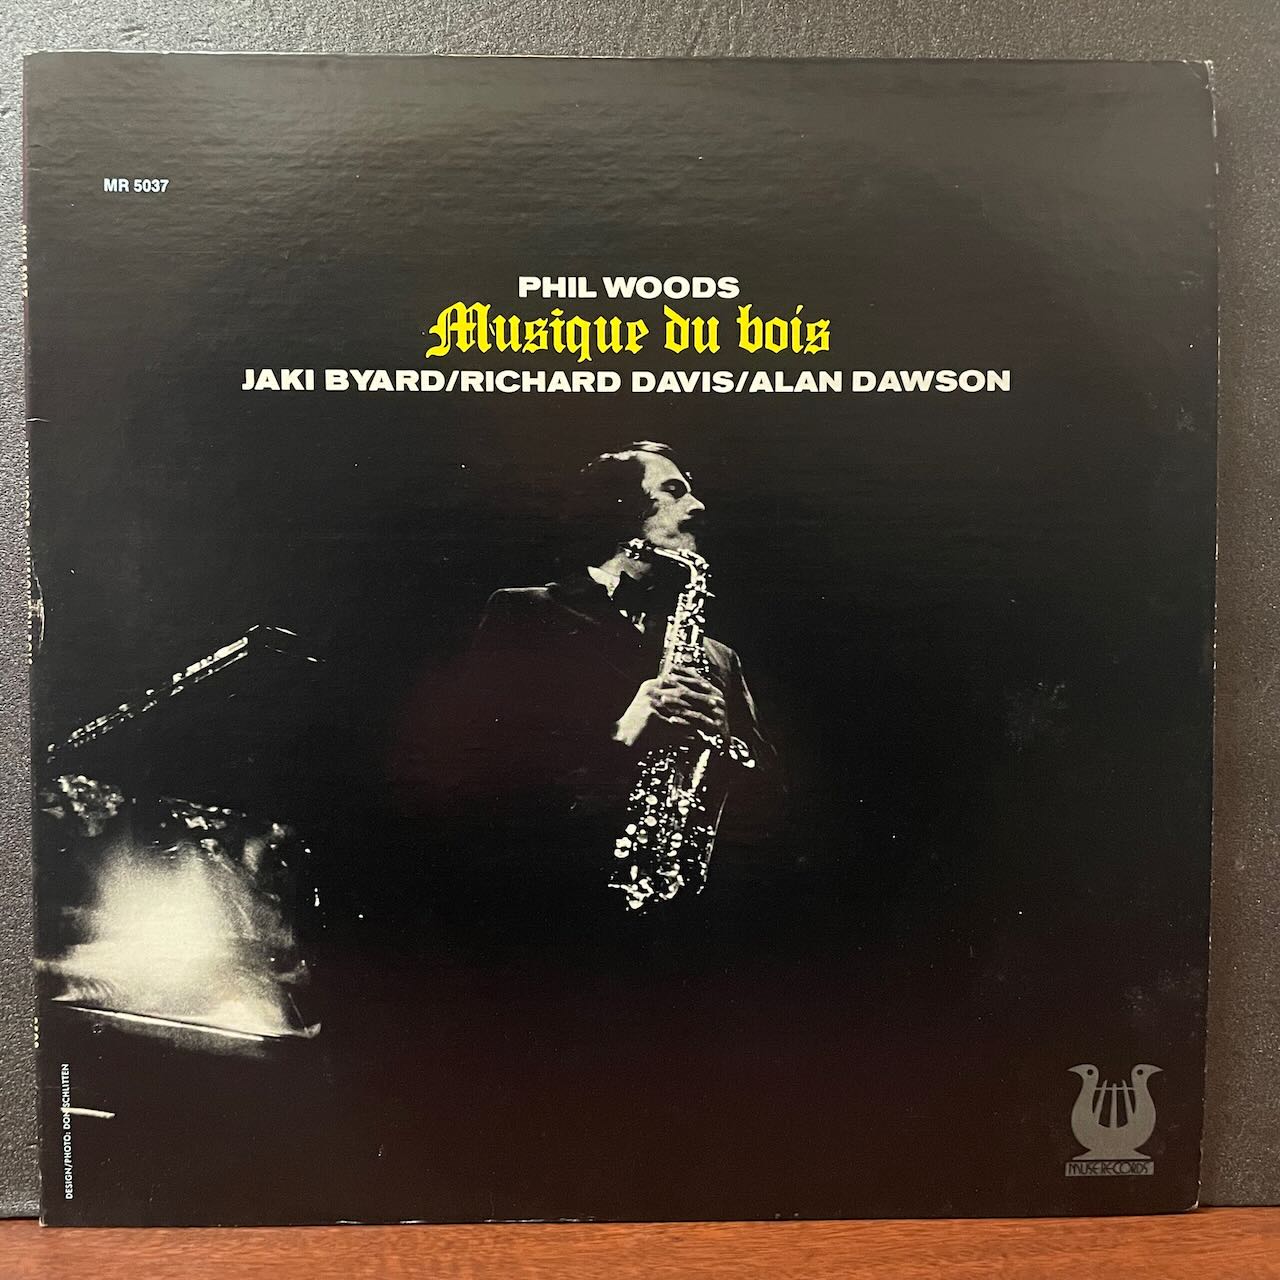 MR 5037
PHIL WOODS
Musique du bois
JAKI BYARD/RICHARD DAVIS/ALAN DAWSON
DESIGN/PHOTO: DON SCHLITTEN
MUSE RECORDS